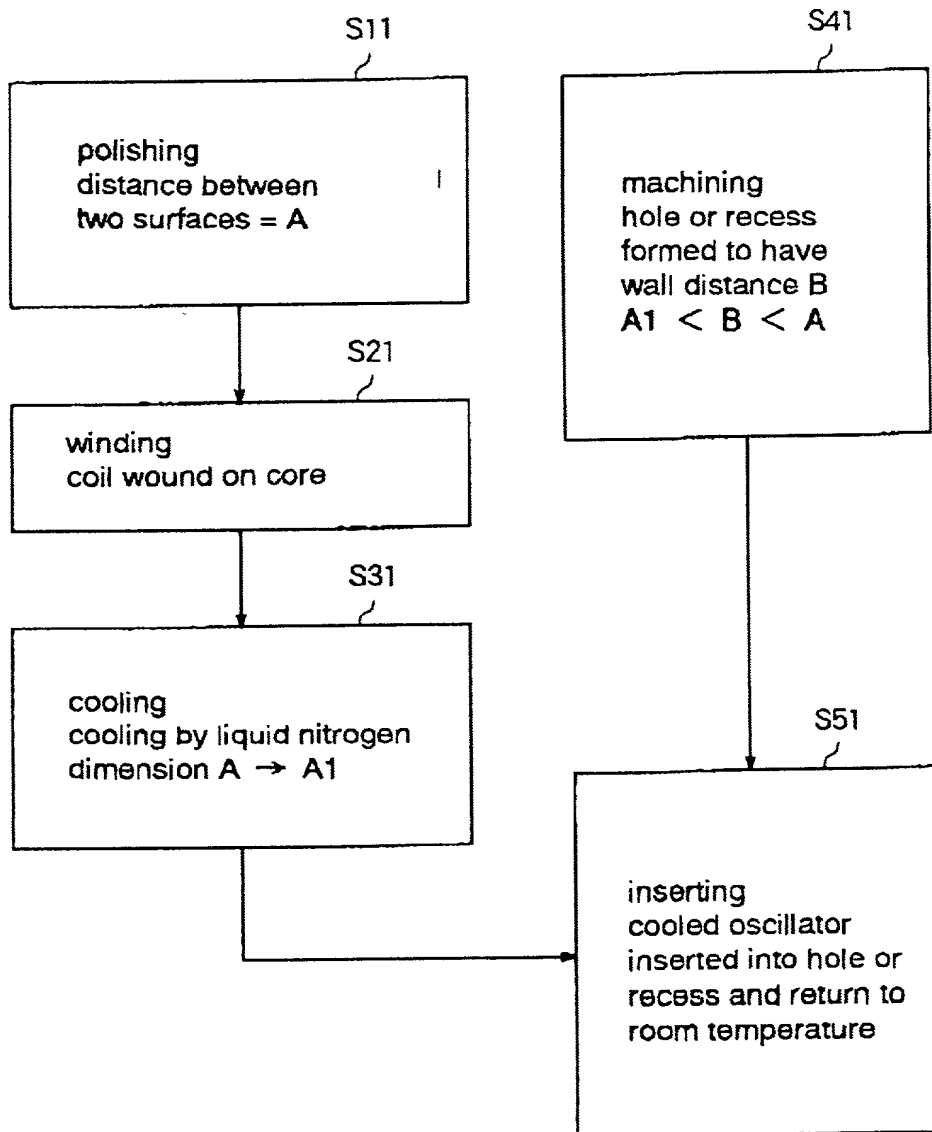 S11
polishing
distance between
two surfaces = A
S21
winding
coil wound on core
S31
cooling
cooling by liquid nitrogen
dimension A → A1
S41
machining
hole or recess
formed to have
wall distance B
A1 < B < A
S51
inserting
cooled oscillator
inserted into hole or
recess and return to
room temperature